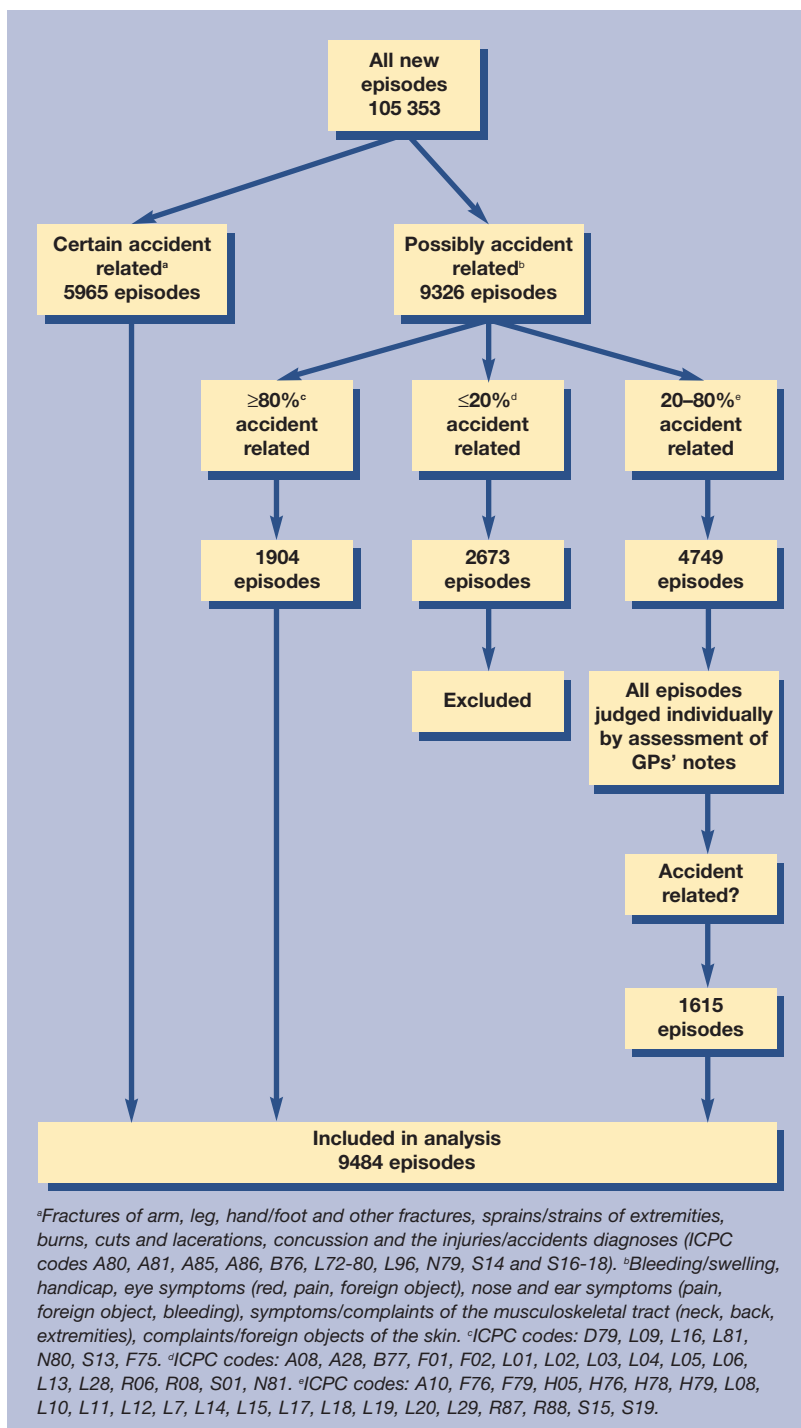 All new
episodes
105 353
Certain accident
relatedᵃ
5965 episodes
Possibly accident
relatedᵇ
9326 episodes
≥80%ᶜ
accident
related
≤20%ᵈ
accident
related
20–80%ᵉ
accident
related
1904
episodes
2673
episodes
4749
episodes
Excluded
All episodes
judged individually
by assessment of
GPs’ notes
Accident
related?
1615
episodes
Included in analysis
9484 episodes
ᵃFractures of arm, leg, hand/foot and other fractures, sprains/strains of extremities,
burns, cuts and lacerations, concussion and the injuries/accidents diagnoses (ICPC
codes A80, A81, A85, A86, B76, L72-80, L96, N79, S14 and S16-18). ᵇBleeding/swelling,
handicap, eye symptoms (red, pain, foreign object), nose and ear symptoms (pain,
foreign object, bleeding), symptoms/complaints of the musculoskeletal tract (neck, back,
extremities), complaints/foreign objects of the skin. ᶜICPC codes: D79, L09, L16, L81,
N80, S13, F75. ᵈICPC codes: A08, A28, B77, F01, F02, L01, L02, L03, L04, L05, L06,
L13, L28, R06, R08, S01, N81. ᵉICPC codes: A10, F76, F79, H05, H76, H78, H79, L08,
L10, L11, L12, L7, L14, L15, L17, L18, L19, L20, L29, R87, R88, S15, S19.